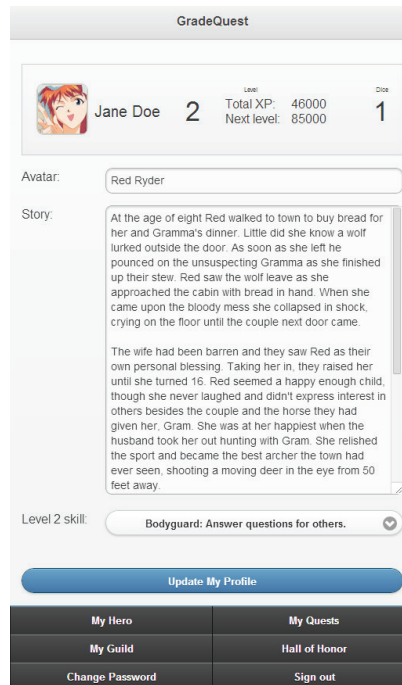 GradeQuest
Jane Doe
2
Level
Total XP: 46000
Next level: 85000
Dice
1
Avatar:
Red Ryder
Story:
At the age of eight Red walked to town to buy bread for
her and Gramma's dinner. Little did she know a wolf
lurked outside the door. As soon as she left he
pounced on the unsuspecting Gramma as she finished
up their stew. Red saw the wolf leave as she
approached the cabin with bread in hand. When she
came upon the bloody mess she collapsed in shock,
crying on the floor until the couple next door came.
The wife had been barren and they saw Red as their
own personal blessing. Taking her in, they raised her
until she turned 16. Red seemed a happy enough child,
though she never laughed and didn't express interest in
others besides the couple and the horse they had
given her, Gram. She was at her happiest when the
husband took her out hunting with Gram. She relished
the sport and became the best archer the town had
ever seen, shooting a moving deer in the eye from 50
feet away.
Level 2 skill:
Bodyguard: Answer questions for others.
Update My Profile
My Hero
My Quests
My Guild
Hall of Honor
Change Password
Sign out